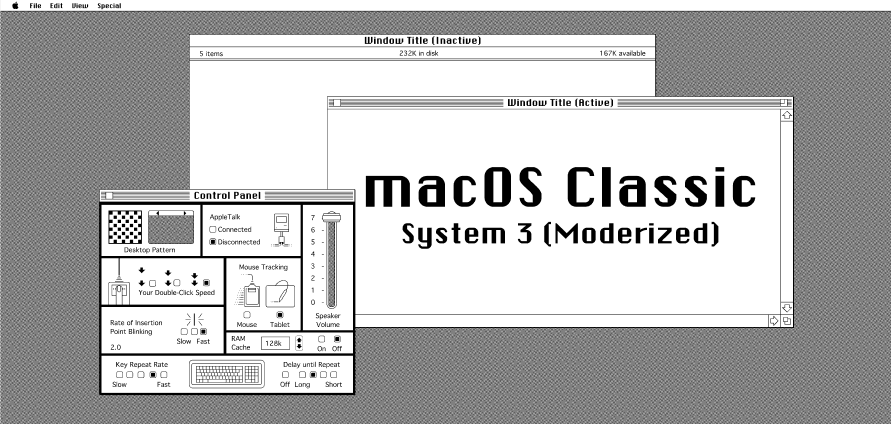 File Edit View Special
Window Title (Inactive)
5 items 232K in disk 167K available
Window Title (Active)
macOS Classic
System 3 (Moderized)
Control Panel
Desktop Pattern
AppleTalk
Connected
Disconnected
7
6
5
4
3
2
1
0
Speaker
Volume
Your Double-Click Speed
Mouse Tracking
Mouse Tablet
Rate of Insertion
Point Blinking
Slow Fast
2.0
RAM
Cache
128k
On Off
Key Repeat Rate
Slow Fast
Delay until Repeat
Off Long Short